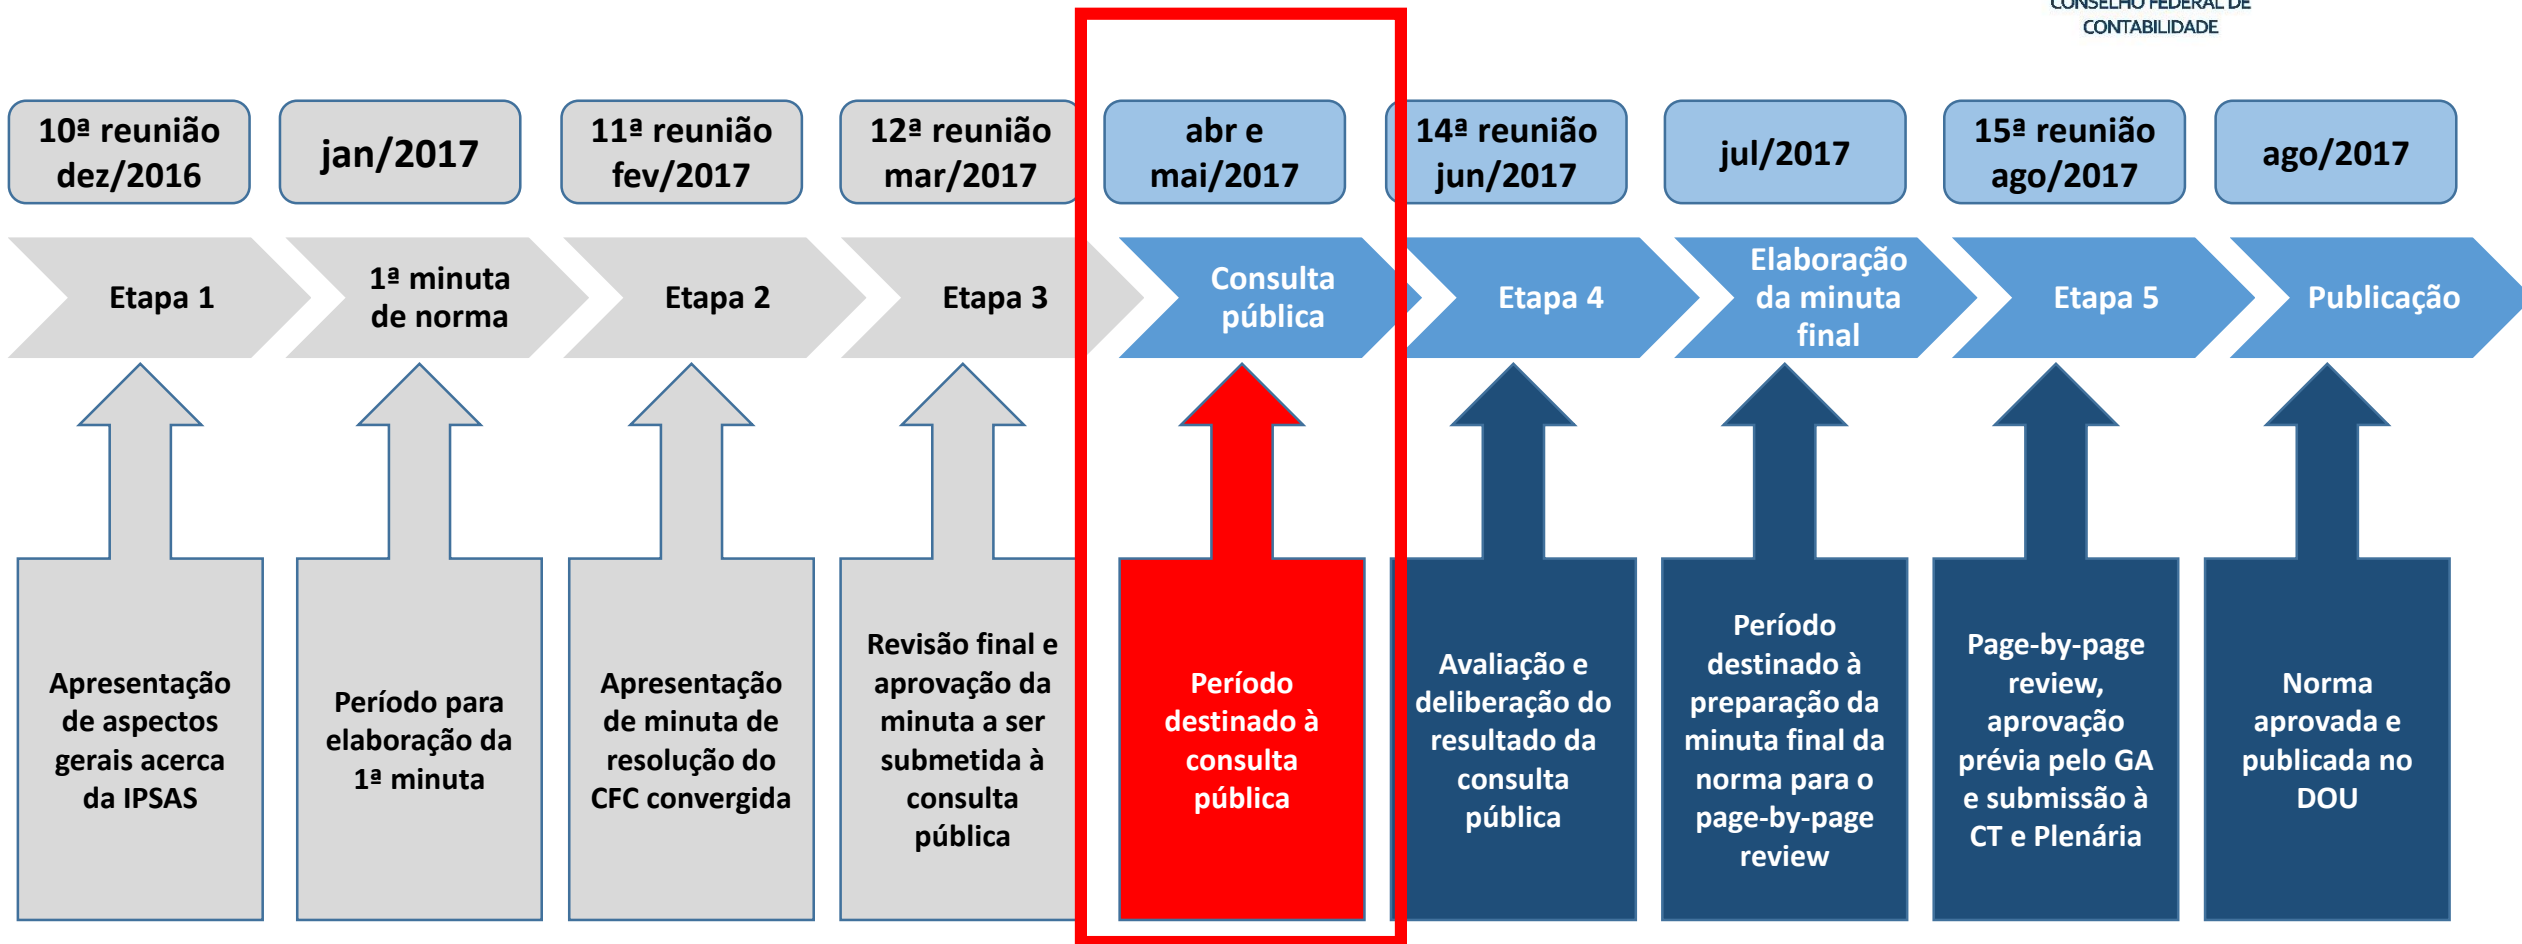 CONSELHO FEDERAL DE
CONTABILIDADE
10ª reunião
dez/2016
jan/2017
11ª reunião
fev/2017
12ª reunião
mar/2017
abr e
mai/2017
14ª reunião
jun/2017
jul/2017
15ª reunião
ago/2017
ago/2017
Etapa 1
1ª minuta
de norma
Etapa 2
Etapa 3
Consulta
pública
Etapa 4
Elaboração
da minuta
final
Etapa 5
Publicação
Apresentação
de aspectos
gerais acerca
da IPSAS
Período para
elaboração da
1ª minuta
Apresentação
de minuta de
resolução do
CFC convergida
Revisão final e
aprovação da
minuta a ser
submetida à
consulta
pública
Período
destinado à
consulta
pública
Avaliação e
deliberação do
resultado da
consulta
pública
Período
destinado à
preparação da
minuta final da
norma para o
page-by-page
review
Page-by-page
review,
aprovação
prévia pelo GA
e submissão à
CT e Plenária
Norma
aprovada e
publicada no
DOU